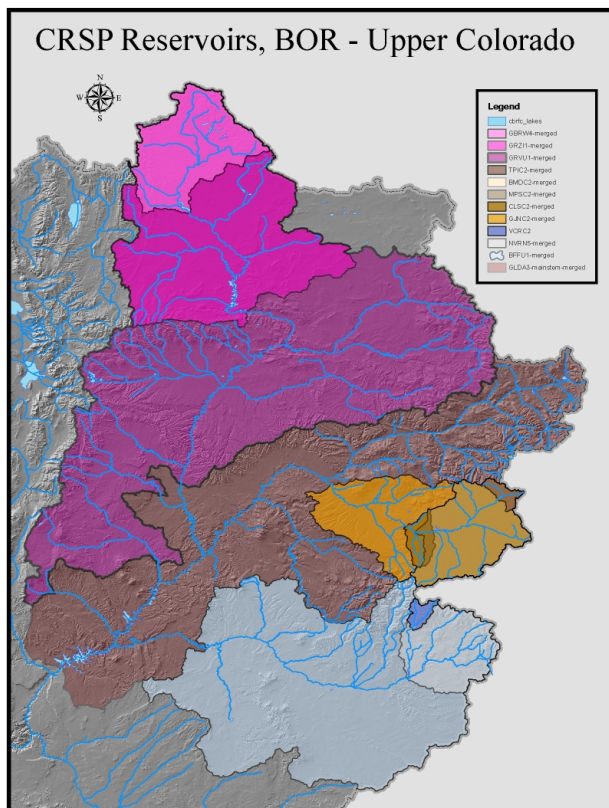 CRSP Reservoirs, BOR - Upper Colorado
N
W E
S
Legend
cbrfc_lakes
GBRW4-merged
GRZI1-merged
GRVU1-merged
TPIC2-merged
BMDC2-merged
MPSC2-merged
CLSC2-merged
GJNC2-merged
VCRC2
NVRN5-merged
BFFU1-merged
GLDA3-mainstem-merged